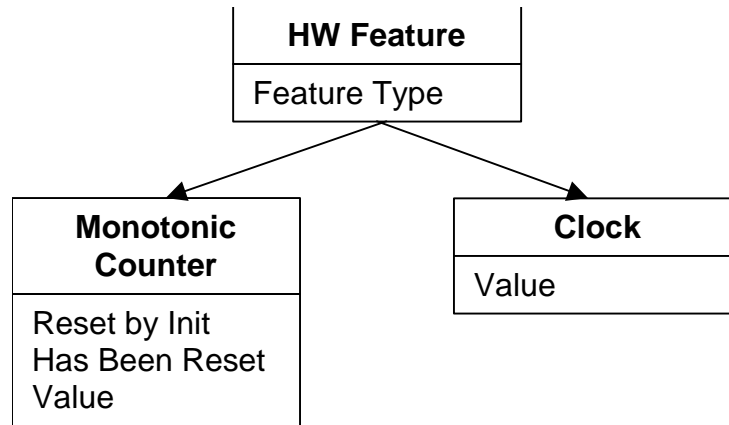 HW Feature
Feature Type
Monotonic
Counter
Reset by Init
Has Been Reset
Value
Clock
Value